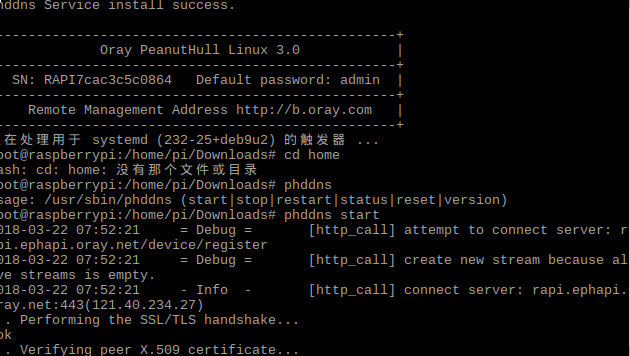 hddns Service install success.
--------------------------------------------------+
Oray PeanutHull Linux 3.0 |
--------------------------------------------------+
SN: RAPI7cac3c5c0864 Default password: admin |
--------------------------------------------------+
Remote Management Address http://b.oray.com |
--------------------------------------------------+
在处理用于 systemd (232-25+deb9u2) 的触发器 ...
oot@raspberrypi:/home/pi/Downloads# cd home
ash: cd: home: 没有那个文件或目录
oot@raspberrypi:/home/pi/Downloads# phddns
sage: /usr/sbin/phddns (start|stop|restart|status|reset|version)
oot@raspberrypi:/home/pi/Downloads# phddns start
018-03-22 07:52:21 = Debug = [http_call] attempt to connect server: r
pi.ephapi.oray.net/device/register
018-03-22 07:52:21 = Debug = [http_call] create new stream because al
ve streams is empty.
018-03-22 07:52:21 - Info - [http_call] connect server: rapi.ephapi.
ray.net:443(121.40.234.27)
. Performing the SSL/TLS handshake...
ok
. Verifying peer X.509 certificate...